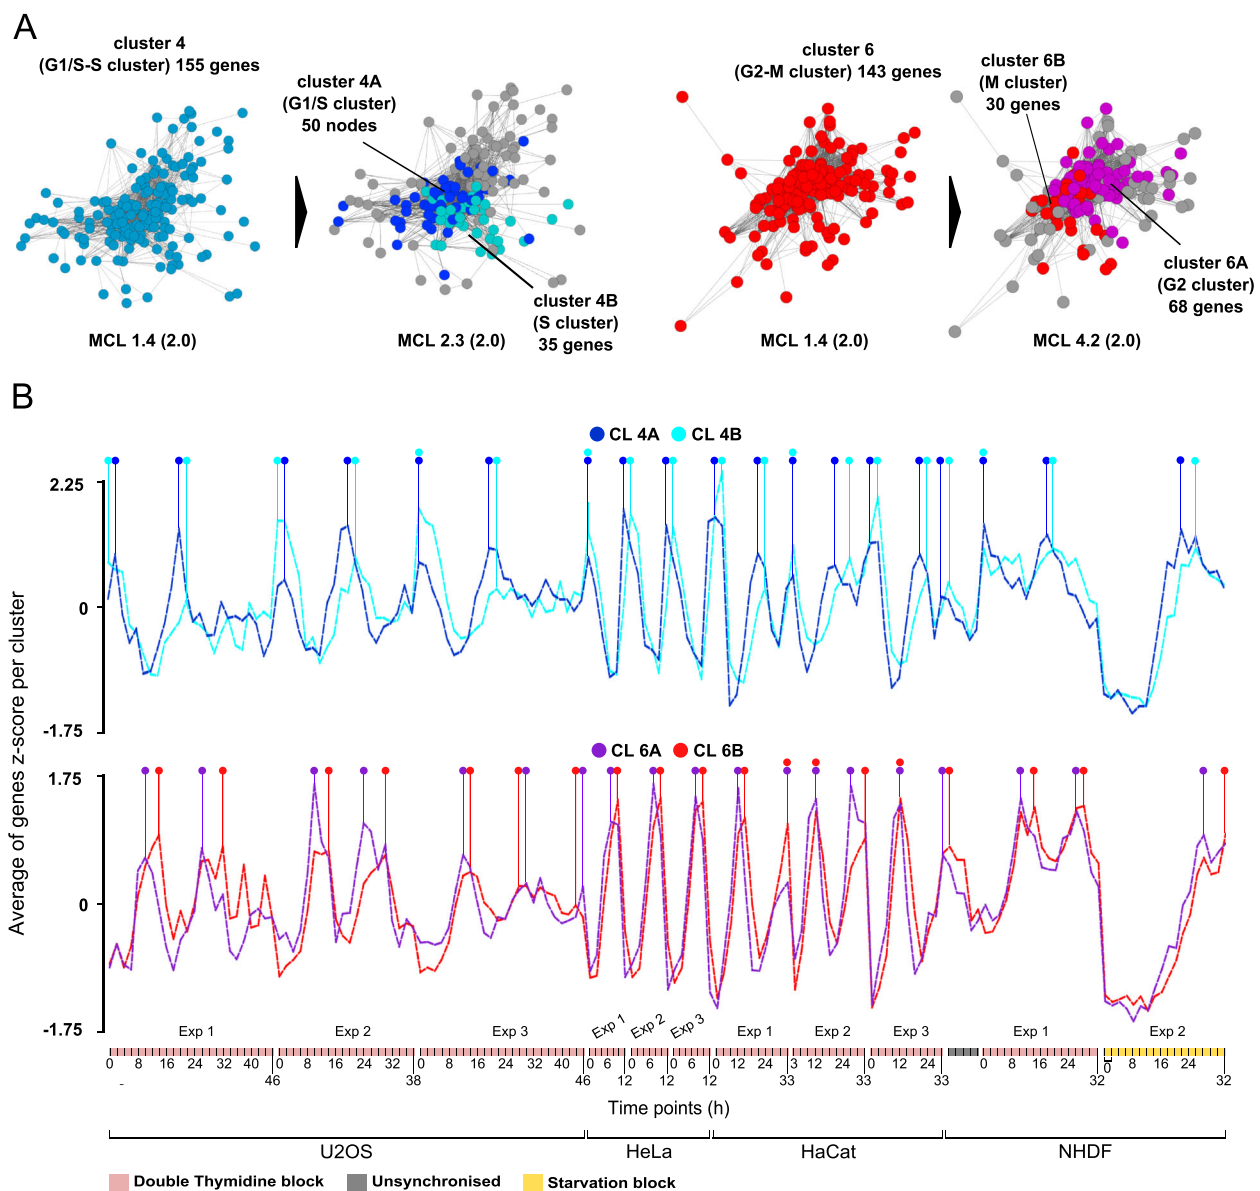 A
cluster 4
(G1/S-S cluster) 155 genes
cluster 4A
(G1/S cluster)
50 nodes
cluster 4B
(S cluster)
35 genes
MCL 1.4 (2.0)
MCL 2.3 (2.0)
cluster 6
(G2-M cluster) 143 genes
cluster 6B
(M cluster)
30 genes
cluster 6A
(G2 cluster)
68 genes
MCL 1.4 (2.0)
MCL 4.2 (2.0)
B
CL 4A CL 4B
2.25
0
-1.75
Average of genes z-score per cluster
CL 6A CL 6B
1.75
0
-1.75
Exp 1 Exp 2 Exp 3 Exp 1 Exp 2 Exp 3 Exp 1 Exp 2 Exp 3 Exp 1 Exp 2
0 8 16 24 32 0 8 16 24 0 8 16 24 32 40 0 6 0 6 0 6 0 12 24 3 12 24 0 12 24 0 8 16 24 0 8 16 24
46 38 46 12 12 12 33 33 33 32 32
Time points (h)
U2OS HeLa HaCat NHDF
Double Thymidine block Unsynchronised Starvation block